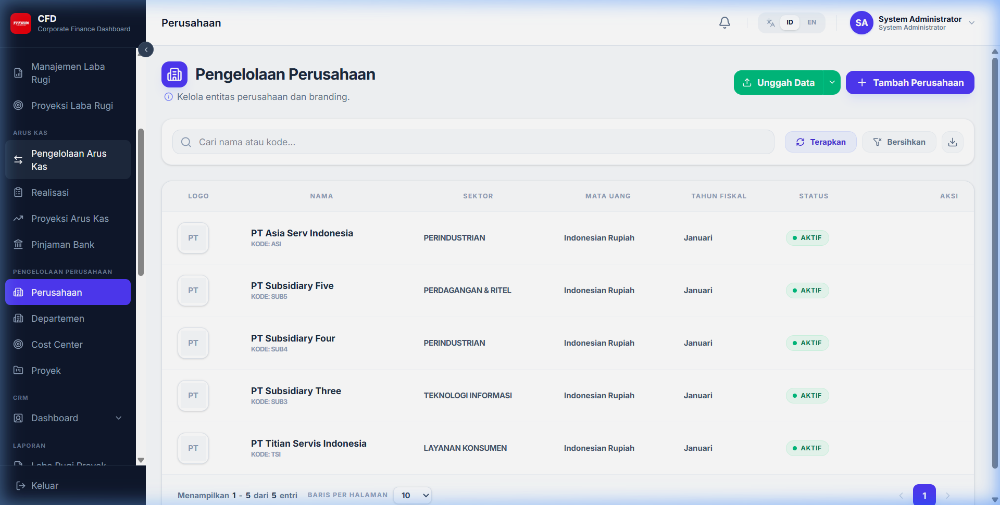 TITIAN
CFD
Corporate Finance Dashboard
Manajemen Laba
Rugi
Proyeksi Laba Rugi
ARUS KAS
Pengelolaan Arus
Kas
Realisasi
Proyeksi Arus Kas
Pinjaman Bank
PENGELOLAAN PERUSAHAAN
Perusahaan
Departemen
Cost Center
Proyek
CRM
Dashboard
LAPORAN
Laba Rugi Proyek
Keluar
Perusahaan
ID
EN
SA
System Administrator
System Administrator
Pengelolaan Perusahaan
Kelola entitas perusahaan dan branding.
Unggah Data
Tambah Perusahaan
Cari nama atau kode...
Terapkan
Bersihkan
LOGO NAMA SEKTOR MATA UANG TAHUN FISKAL STATUS AKSI
PT PT Asia Serv Indonesia PERINDUSTRIAN Indonesian Rupiah Januari AKTIF
KODE: ASI
PT PT Subsidiary Five PERDAGANGAN & RITEL Indonesian Rupiah Januari AKTIF
KODE: SUB5
PT PT Subsidiary Four PERINDUSTRIAN Indonesian Rupiah Januari AKTIF
KODE: SUB4
PT PT Subsidiary Three TEKNOLOGI INFORMASI Indonesian Rupiah Januari AKTIF
KODE: SUB3
PT PT Titian Servis Indonesia LAYANAN KONSUMEN Indonesian Rupiah Januari AKTIF
KODE: TSI
Menampilkan 1 - 5 dari 5 entri BARIS PER HALAMAN 10 1